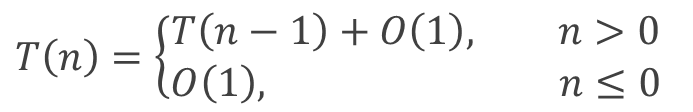 T(n) = {T(n − 1) + O(1), n > 0
O(1), n ≤ 0